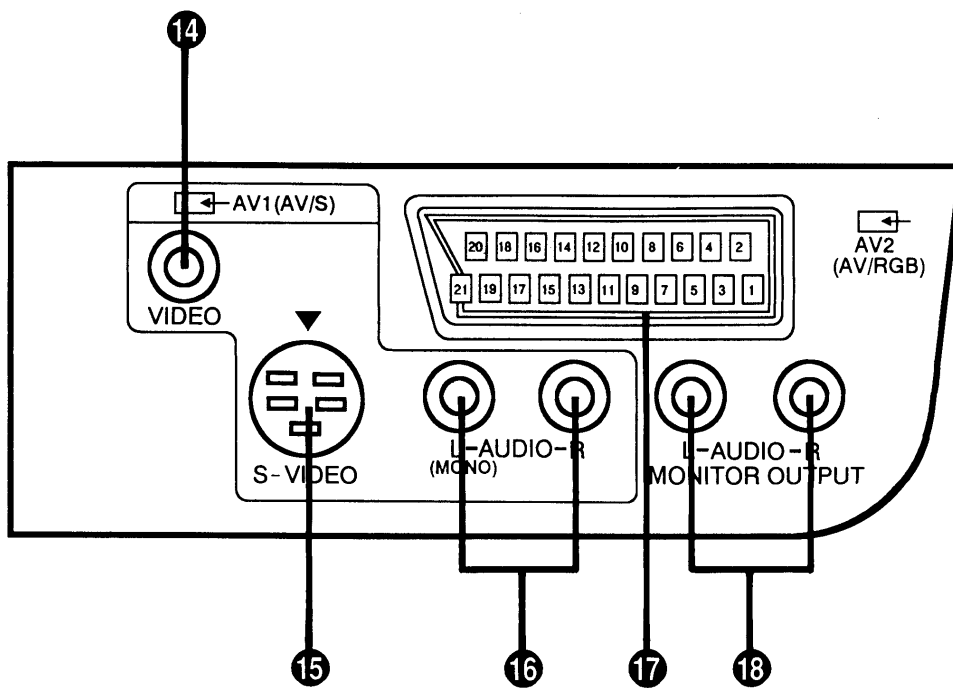 14
AV1(AV/S)
VIDEO
20 18 16 14 12 10 8 6 4 2
21 19 17 15 13 11 9 7 5 3 1
AV2
(AV/RGB)
S-VIDEO
L-AUDIO-R
(MONO)
L-AUDIO-R
MONITOR OUTPUT
15
16
17
18